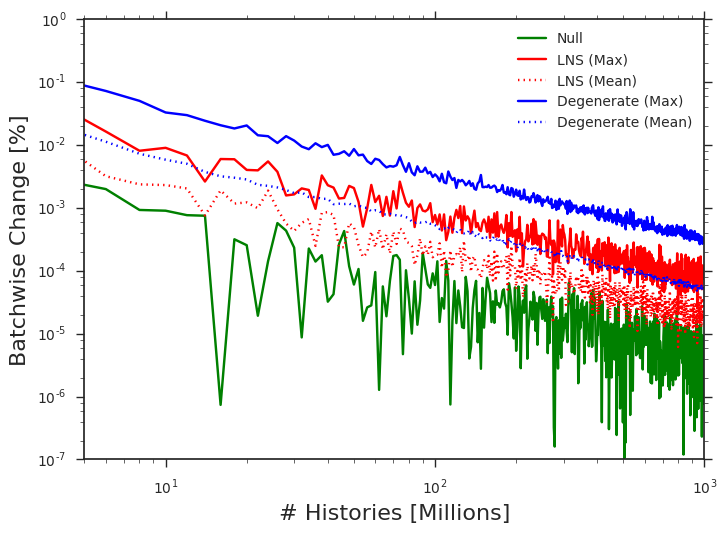 10^0
10^-1
10^-2
10^-3
10^-4
10^-5
10^-6
10^-7
Batchwise Change [%]
Null
LNS (Max)
LNS (Mean)
Degenerate (Max)
Degenerate (Mean)
10^1
10^2
10^3
# Histories [Millions]